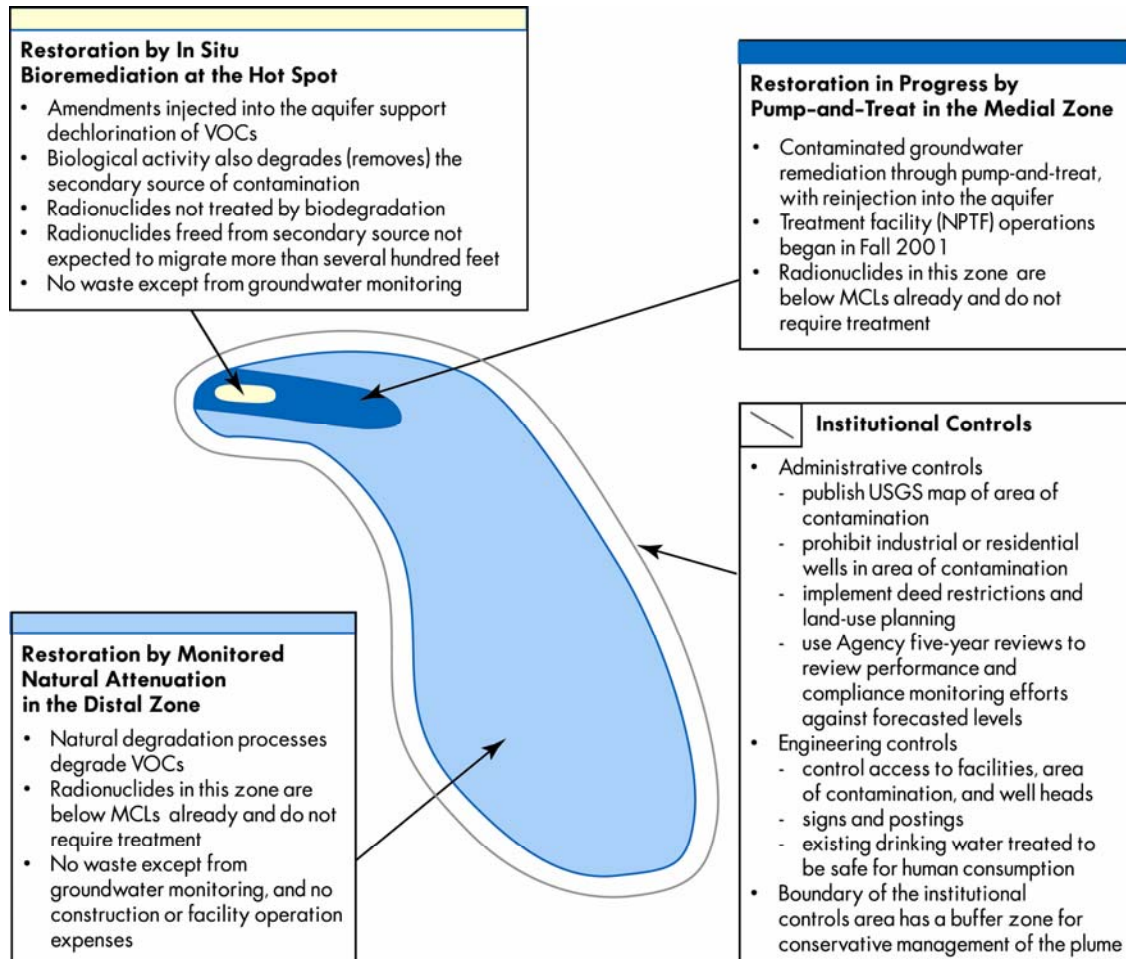 Restoration by In Situ
Bioremediation at the Hot Spot
• Amendments injected into the aquifer support
dechlorination of VOCs
• Biological activity also degrades (removes) the
secondary source of contamination
• Radionuclides not treated by biodegradation
• Radionuclides freed from secondary source not
expected to migrate more than several hundred feet
• No waste except from groundwater monitoring
Restoration in Progress by
Pump-and-Treat in the Medial Zone
• Contaminated groundwater
remediation through pump-and-treat,
with reinjection into the aquifer
• Treatment facility (NPTF) operations
began in Fall 2001
• Radionuclides in this zone are
below MCLs already and do not
require treatment
Institutional Controls
• Administrative controls
- publish USGS map of area of
contamination
- prohibit industrial or residential
wells in area of contamination
- implement deed restrictions and
land-use planning
- use Agency five-year reviews to
review performance and
compliance monitoring efforts
against forecasted levels
• Engineering controls
- control access to facilities, area
of contamination, and well heads
- signs and postings
- existing drinking water treated to
be safe for human consumption
• Boundary of the institutional
controls area has a buffer zone for
conservative management of the plume
Restoration by Monitored
Natural Attenuation
in the Distal Zone
• Natural degradation processes
degrade VOCs
• Radionuclides in this zone are
below MCLs already and do not
require treatment
• No waste except from
groundwater monitoring, and no
construction or facility operation
expenses